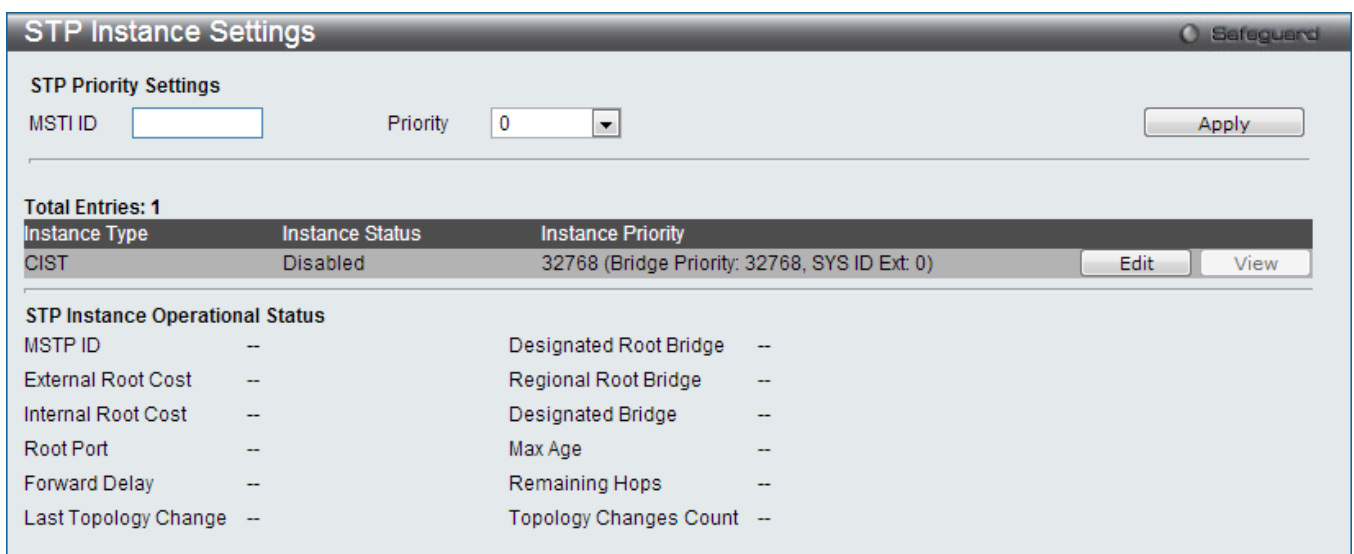 STP Instance Settings
Safeguard
STP Priority Settings
MSTI ID Priority 0 Apply
Total Entries: 1
Instance Type Instance Status Instance Priority
CIST Disabled 32768 (Bridge Priority: 32768, SYS ID Ext: 0) Edit View
STP Instance Operational Status
MSTP ID -- Designated Root Bridge --
External Root Cost -- Regional Root Bridge --
Internal Root Cost -- Designated Bridge --
Root Port -- Max Age --
Forward Delay -- Remaining Hops --
Last Topology Change -- Topology Changes Count --